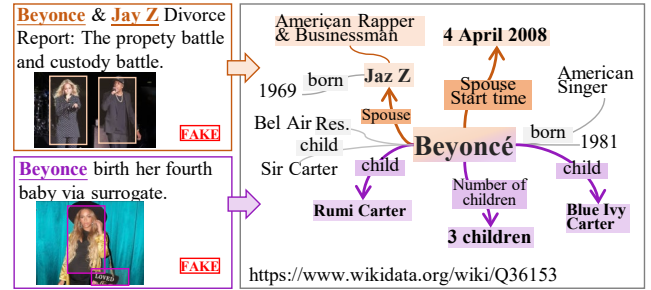 Beyonce & Jay Z Divorce
Report: The propety battle
and custody battle.
FAKE
Beyonce birth her fourth
baby via surrogate.
LOVED
FAKE
American Rapper
& Businessman
4 April 2008
Jaz Z
American
Singer
1969
born
Spouse
Spouse
Start time
Bel Air Res.
child
Sir Carter
Beyoncé
born
1981
child
child
Number of
children
Rumi Carter
Blue Ivy
Carter
3 children
https://www.wikidata.org/wiki/Q36153